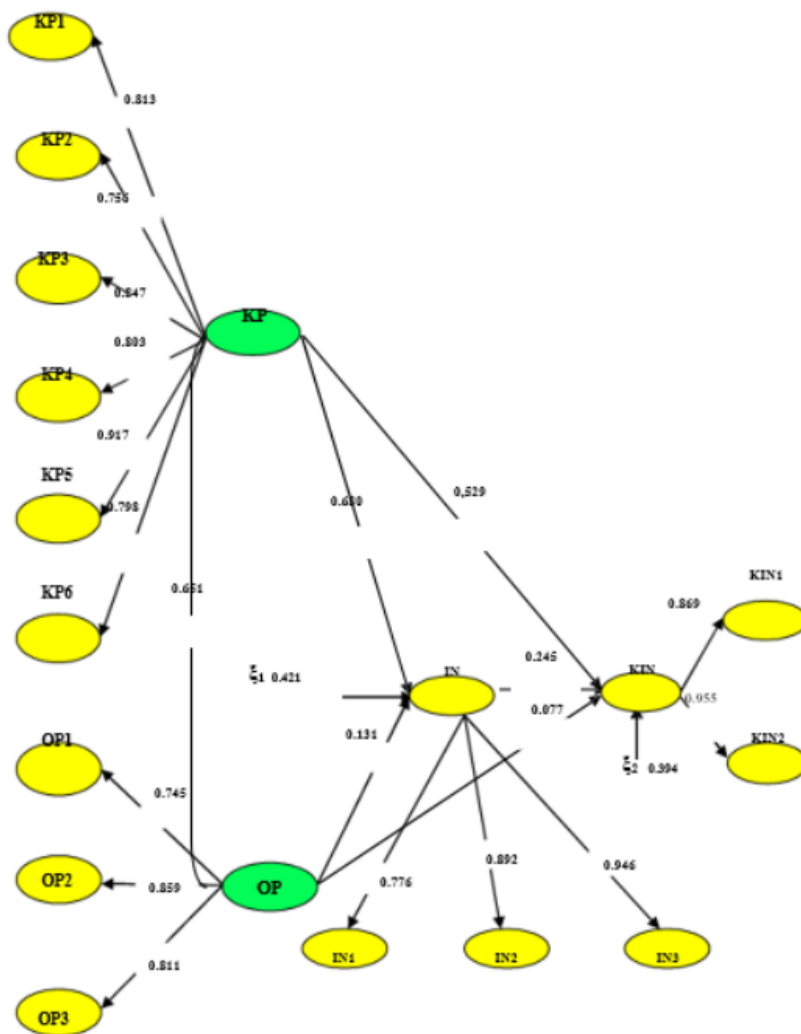 KP1
0.813
KP2
0.756
KP3
0.847
KP
0.803
KP4
0.917
KP5
0.798
0.680
0,529
KP6
0.651
KIN1
0.869
ξ1 0.421
IN
0.245
KIN
0.955
0.077
0.131
OP1
ξ2 0.394
KIN2
0.745
OP2
0.859
OP
0.892
0.946
0.776
0.811
IN1
IN2
IN3
OP3